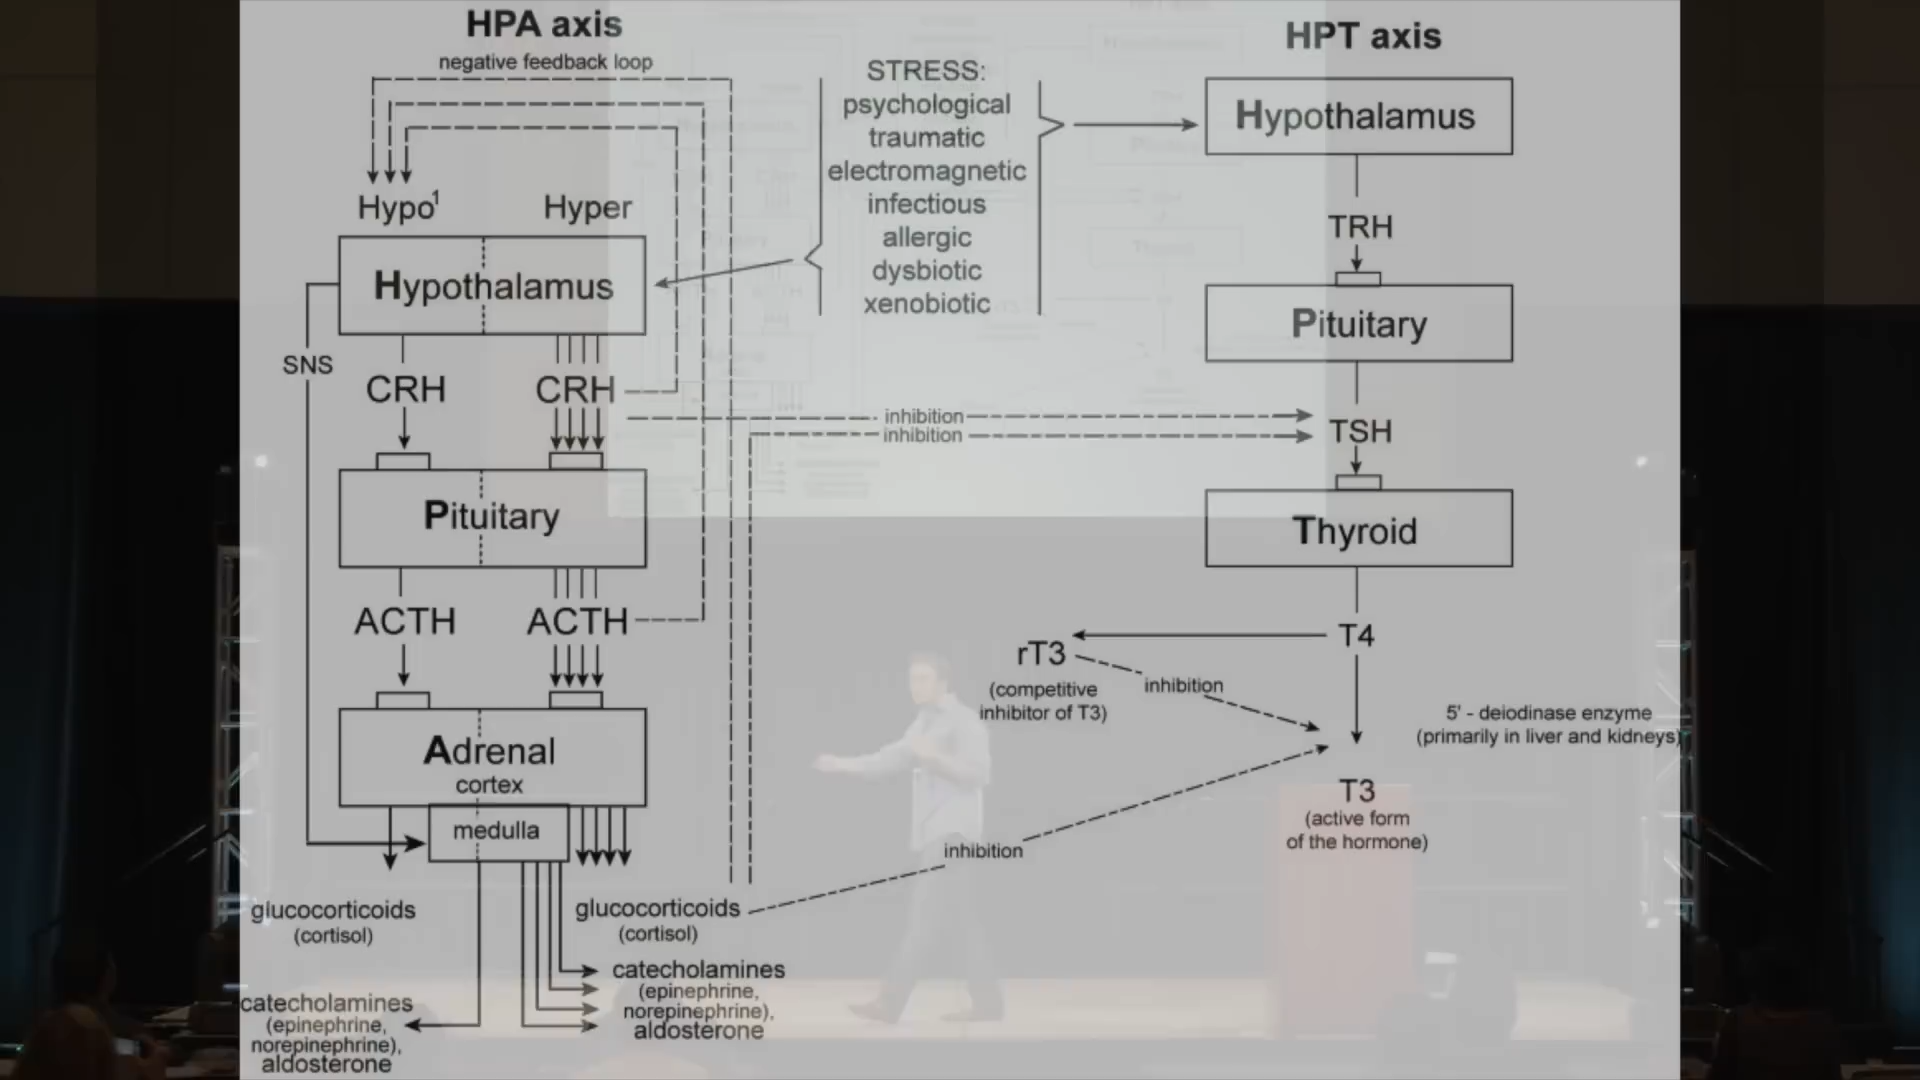 HPA axis
negative feedback loop
Hypo1
Hyper
Hypothalamus
SNS
CRH
CRH
Pituitary
ACTH
ACTH
Adrenal
cortex
medulla
glucocorticoids
(cortisol)
glucocorticoids
(cortisol)
catecholamines
(epinephrine,
norepinephrine),
aldosterone
catecholamines
(epinephrine,
norepinephrine),
aldosterone
STRESS:
psychological
traumatic
electromagnetic
infectious
allergic
dysbiotic
xenobiotic
inhibition
inhibition
HPT axis
Hypothalamus
TRH
Pituitary
TSH
Thyroid
T4
rT3
(competitive
inhibitor of T3)
inhibition
5' - deiodinase enzyme
(primarily in liver and kidneys)
T3
(active form
of the hormone)
inhibition